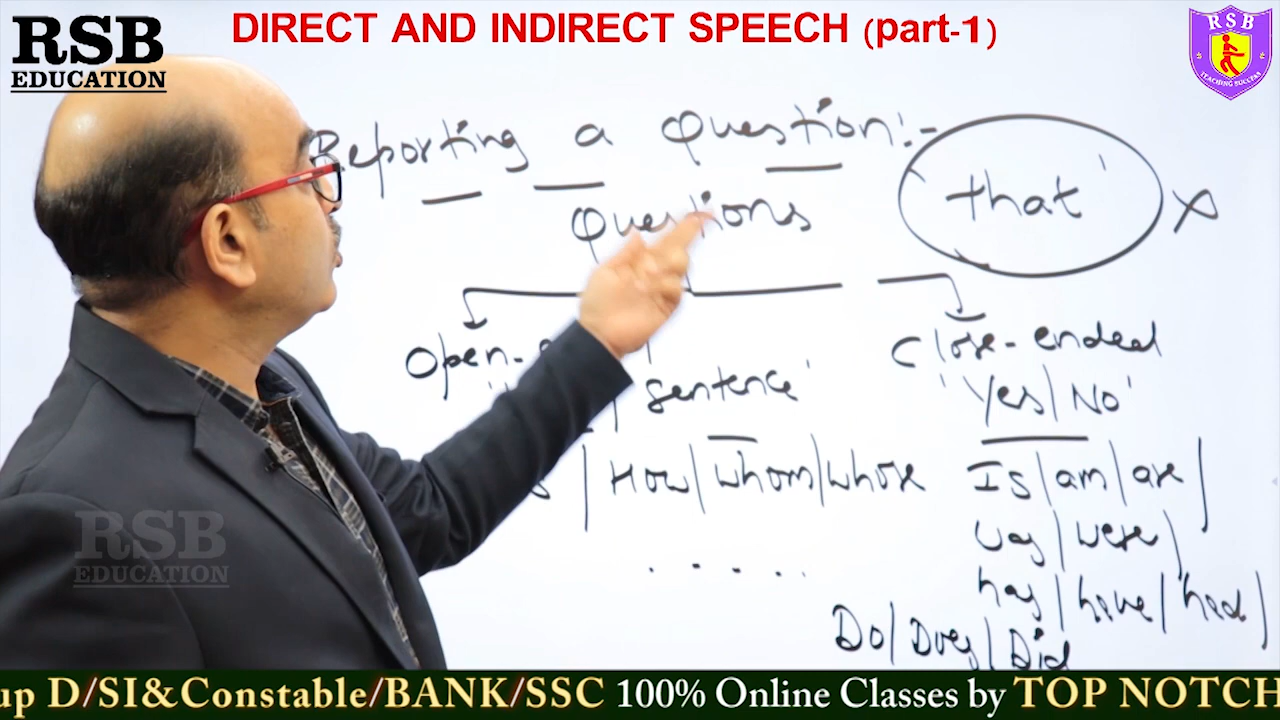 RSB
EDUCATION
DIRECT AND INDIRECT SPEECH (part-1)
RSB
TEACHING SUCCESS
Reporting a Question:-
'that' X
Questions
Open-
Close-ended
sentence'
'Yes/No'
/ How/ whom/whose
Is/am/are/
was/were/
.....
has/have/had/
Do/Does/Did
RSB
EDUCATION
up D/SI&Constable/BANK/SSC 100% Online Classes by TOP NOTCH